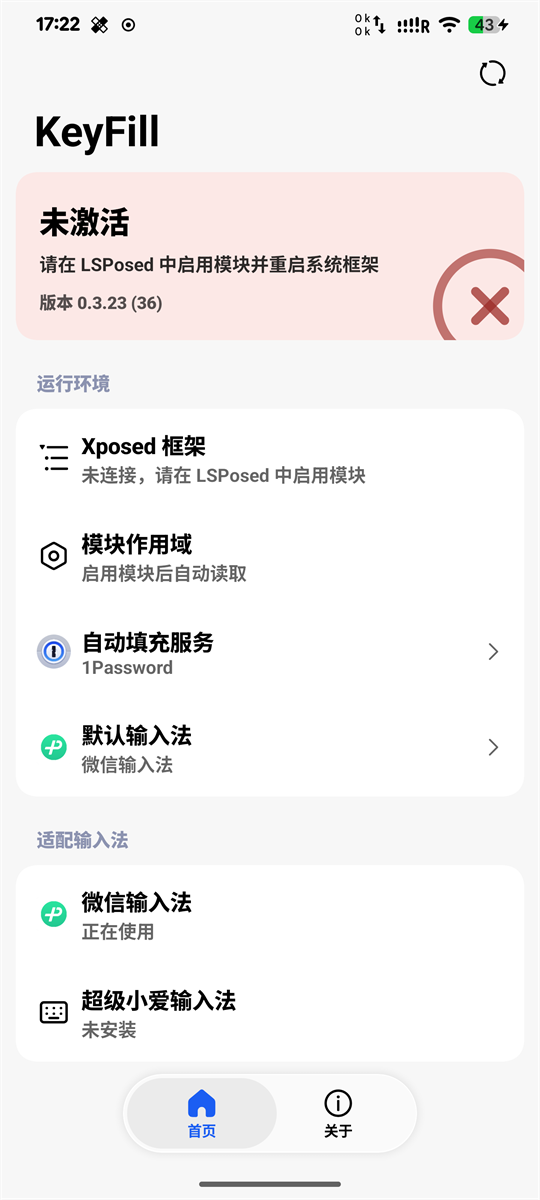 17:22
0 k
0 k
R
43
KeyFill
未激活
请在 LSPosed 中启用模块并重启系统框架
版本 0.3.23 (36)
运行环境
Xposed 框架
未连接，请在 LSPosed 中启用模块
模块作用域
启用模块后自动读取
自动填充服务
1Password
默认输入法
微信输入法
适配输入法
微信输入法
正在使用
超级小爱输入法
未安装
首页
关于